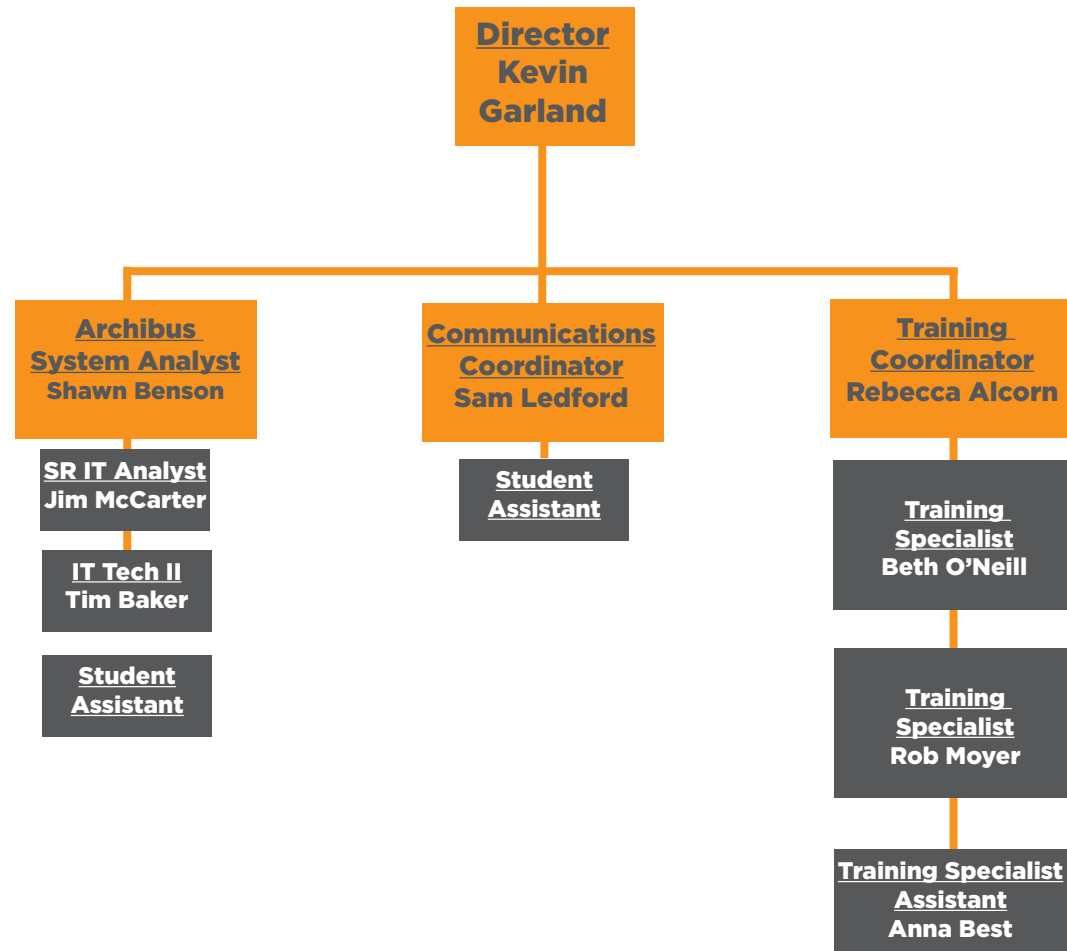 Director
Kevin
Garland
Archibus
System Analyst
Shawn Benson
SR IT Analyst
Jim McCarter
IT Tech II
Tim Baker
Student
Assistant
Communications
Coordinator
Sam Ledford
Student
Assistant
Training
Coordinator
Rebecca Alcorn
Training
Specialist
Beth O’Neill
Training
Specialist
Rob Moyer
Training Specialist
Assistant
Anna Best